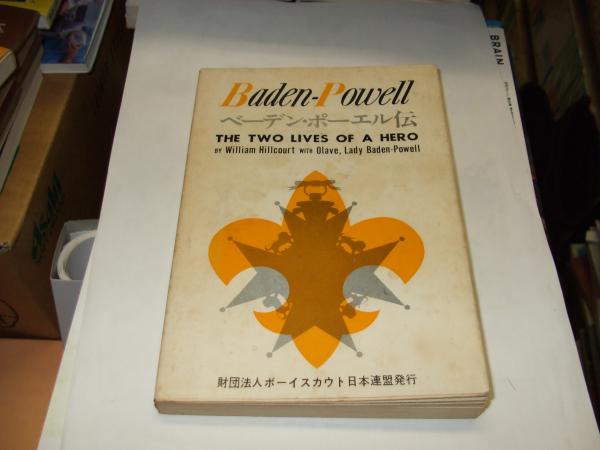 Baden-Powell
ベーデン・ポーエル伝
THE TWO LIVES OF A HERO
BY William Hillcourt WITH Olave, Lady Baden-Powell
財団法人ボーイスカウト日本連盟発行
BRAIN